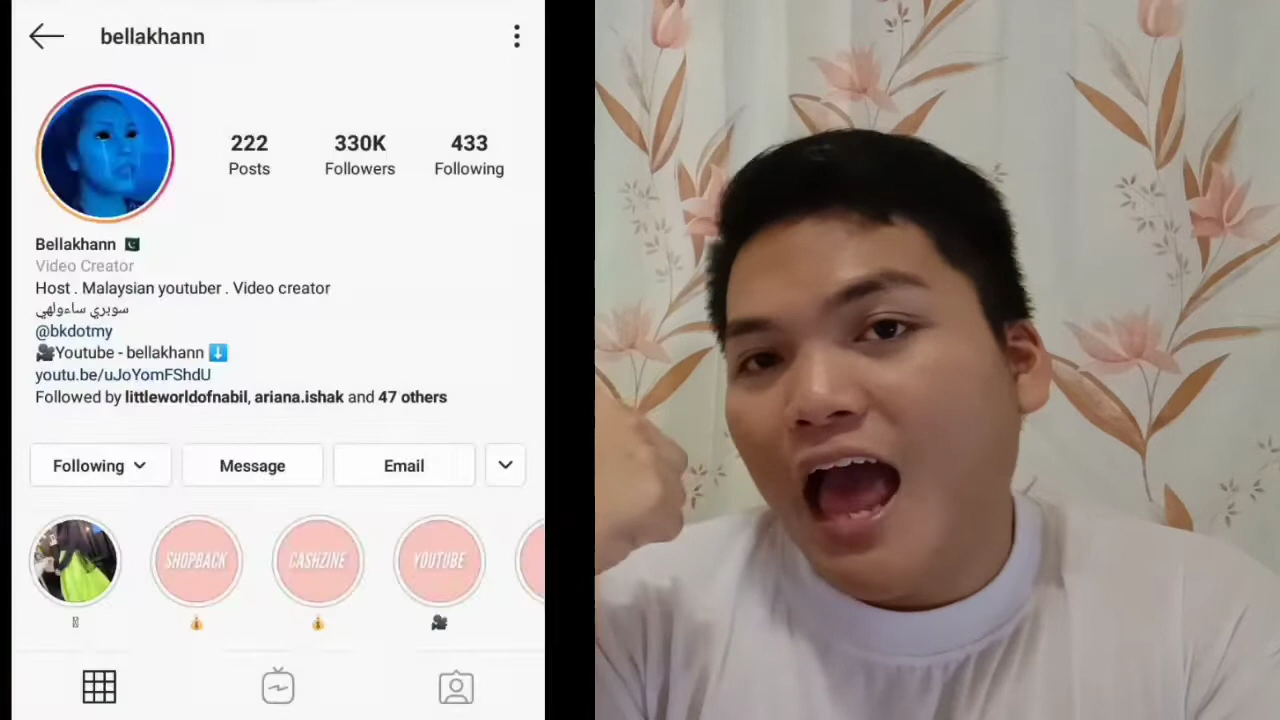 bellakhann
222
330K
433
Posts
Followers
Following
Bellakhann
Video Creator
Host . Malaysian youtuber . Video creator
سوبري ساءولهي
@bkdotmy
🎥Youtube - bellakhann ⬇️
youtu.be/uJoYomFShdU
Followed by littleworldofnabil, ariana.ishak and 47 others
Following
Message
Email
SHOPBACK
CASHZINE
YOUTUBE